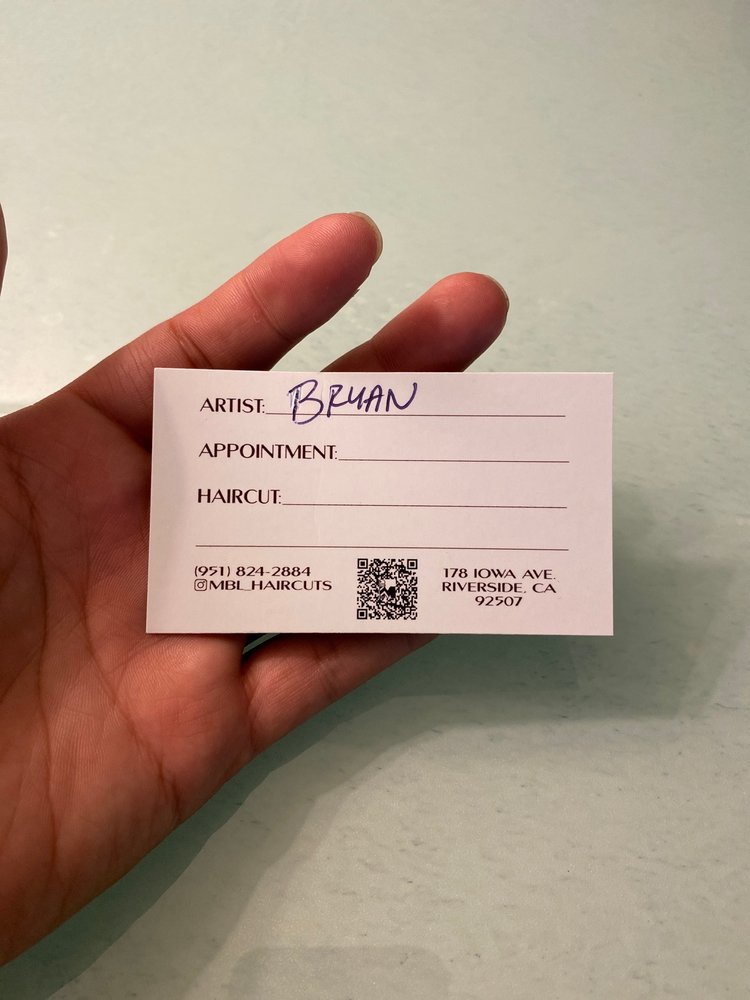 ARTIST: BRYAN
APPOINTMENT:
HAIRCUT:
(951) 824-2884
MBL_HAIRCUTS
178 IOWA AVE.
RIVERSIDE, CA
92507